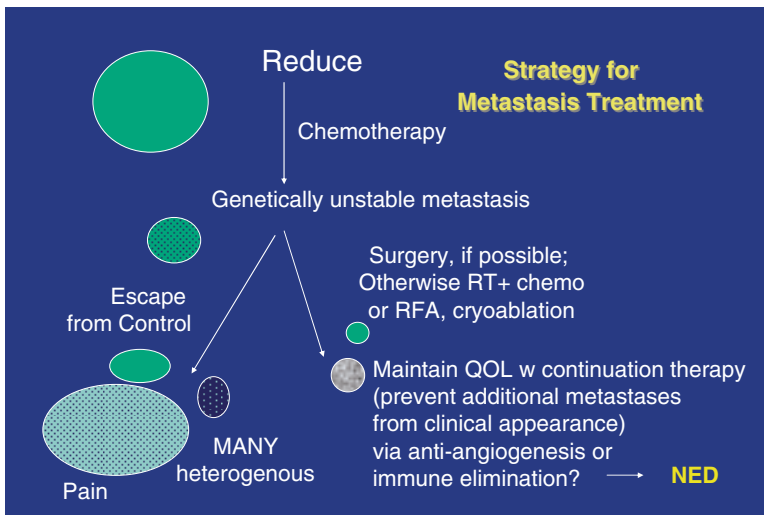 Strategy for
Metastasis Treatment
Reduce
Chemotherapy
Genetically unstable metastasis
Surgery, if possible;
Otherwise RT+ chemo
or RFA, cryoablation
Escape
from Control
Maintain QOL w continuation therapy
(prevent additional metastases
from clinical appearance)
via anti-angiogenesis or
immune elimination?
NED
MANY
heterogenous
Pain